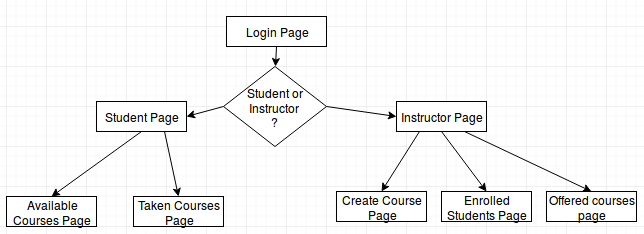 Login Page
Student or
Instructor
?
Student Page
Instructor Page
Available
Courses Page
Taken Courses
Page
Create Course
Page
Enrolled
Students Page
Offered courses
page